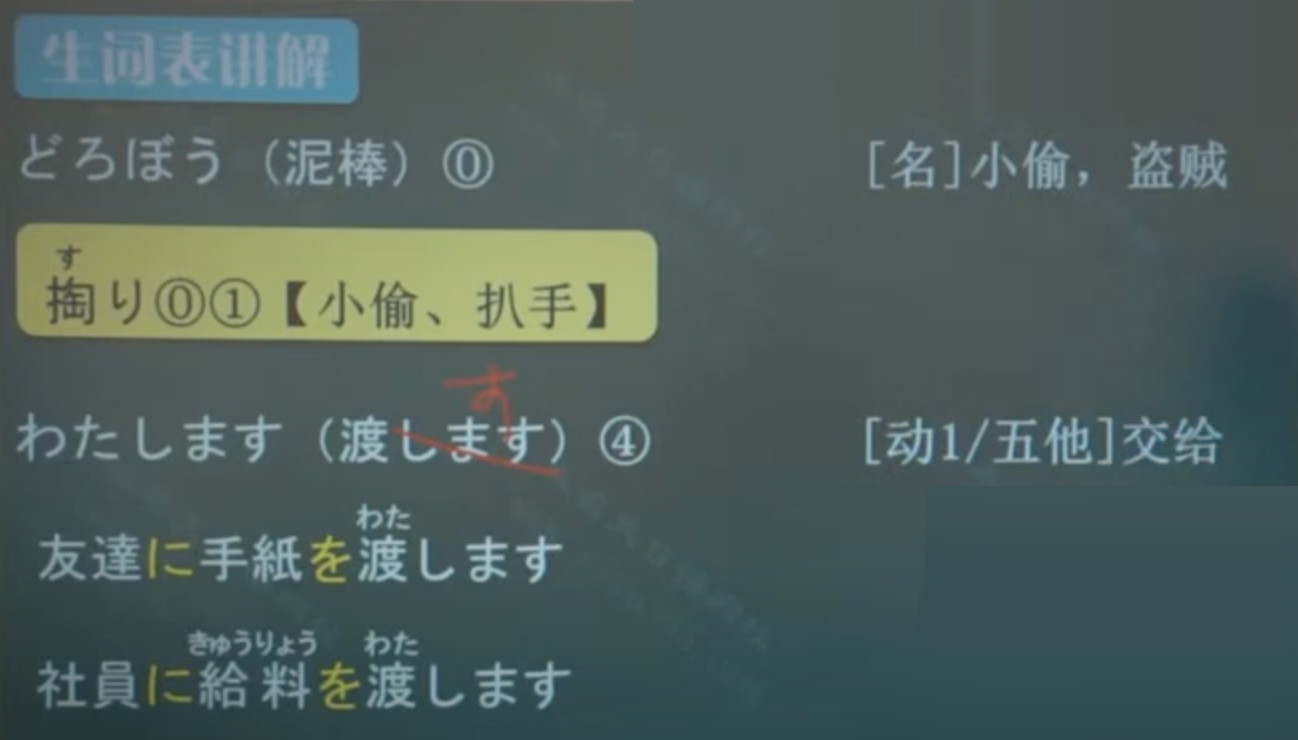 生词表讲解
どろぼう（泥棒）⓪ [名]小偷，盗贼
す
掏り⓪①【小偷、扒手】
す
わたします（渡します）④ [动1/五他]交给
わた
友達に手紙を渡します
きゅうりょう わた
社員に給料を渡します